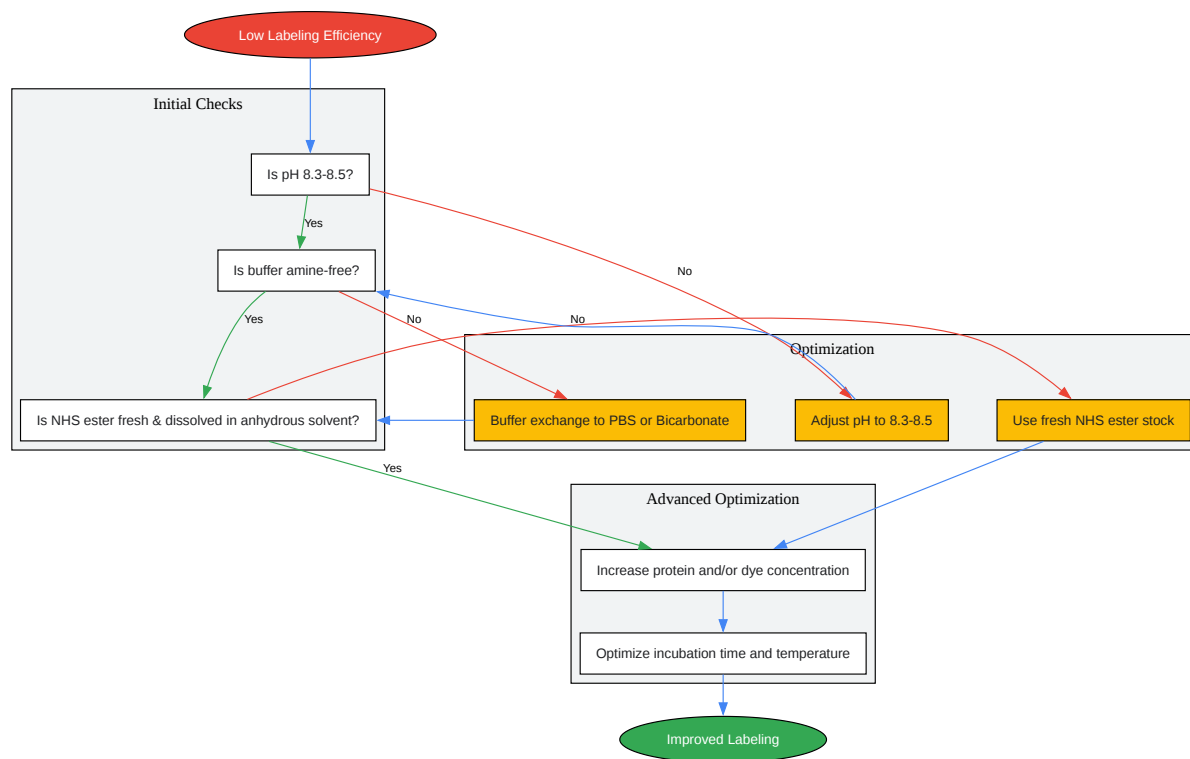 Low Labeling Efficiency
Initial Checks
Is pH 8.3-8.5?
Yes
Is buffer amine-free?
No
Yes
No
No
Optimization
Is NHS ester fresh & dissolved in anhydrous solvent?
Buffer exchange to PBS or Bicarbonate
Adjust pH to 8.3-8.5
Use fresh NHS ester stock
Yes
Advanced Optimization
Increase protein and/or dye concentration
Optimize incubation time and temperature
Improved Labeling